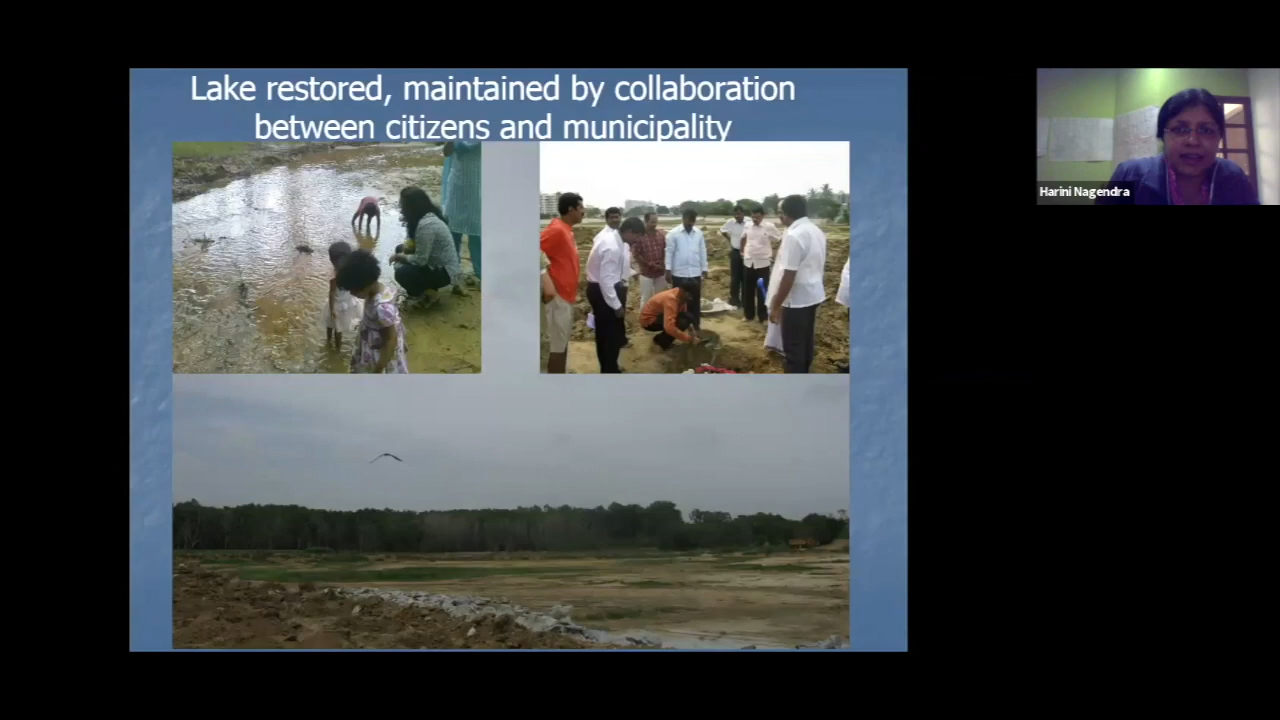 Lake restored, maintained by collaboration
between citizens and municipality
Harini Nagendra